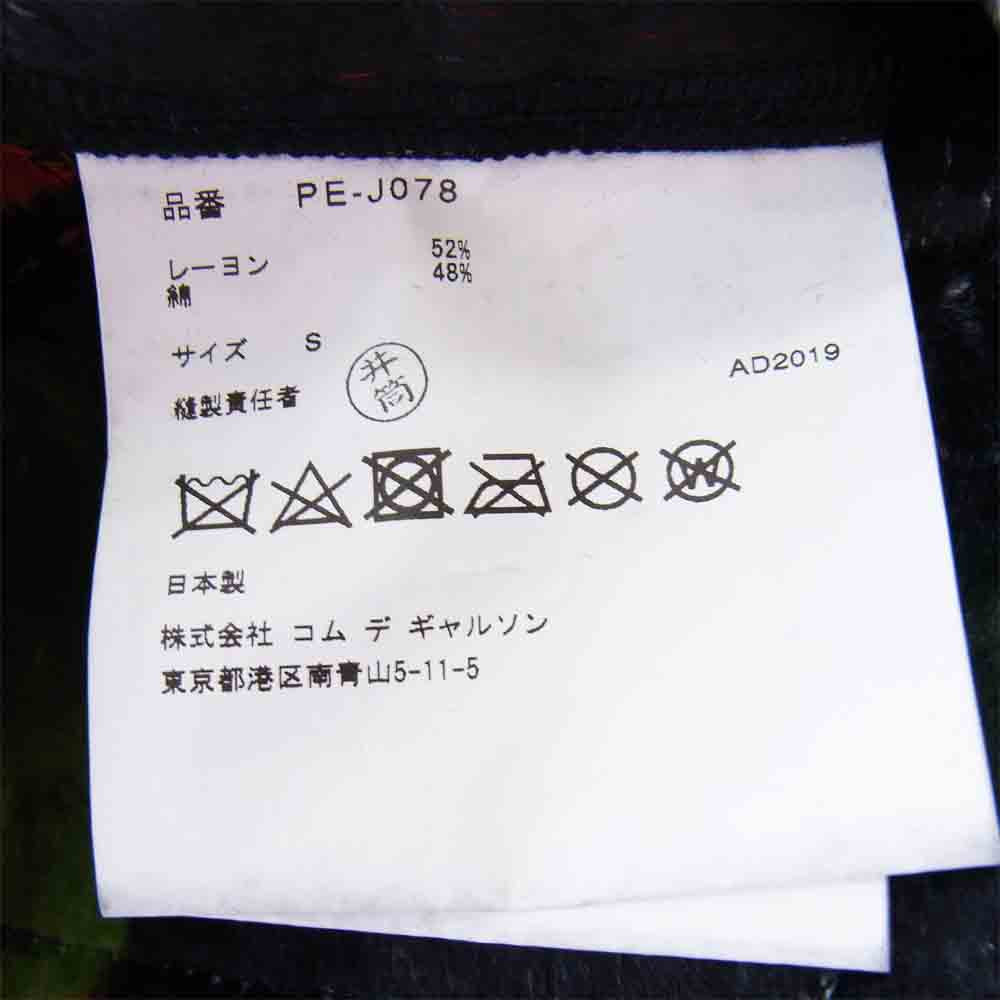 品番 PE-J078
レーヨン 52%
綿 48%
サイズ S
縫製責任者 井筒
AD2019
W
日本製
株式会社 コム デ ギャルソン
東京都港区南青山5-11-5